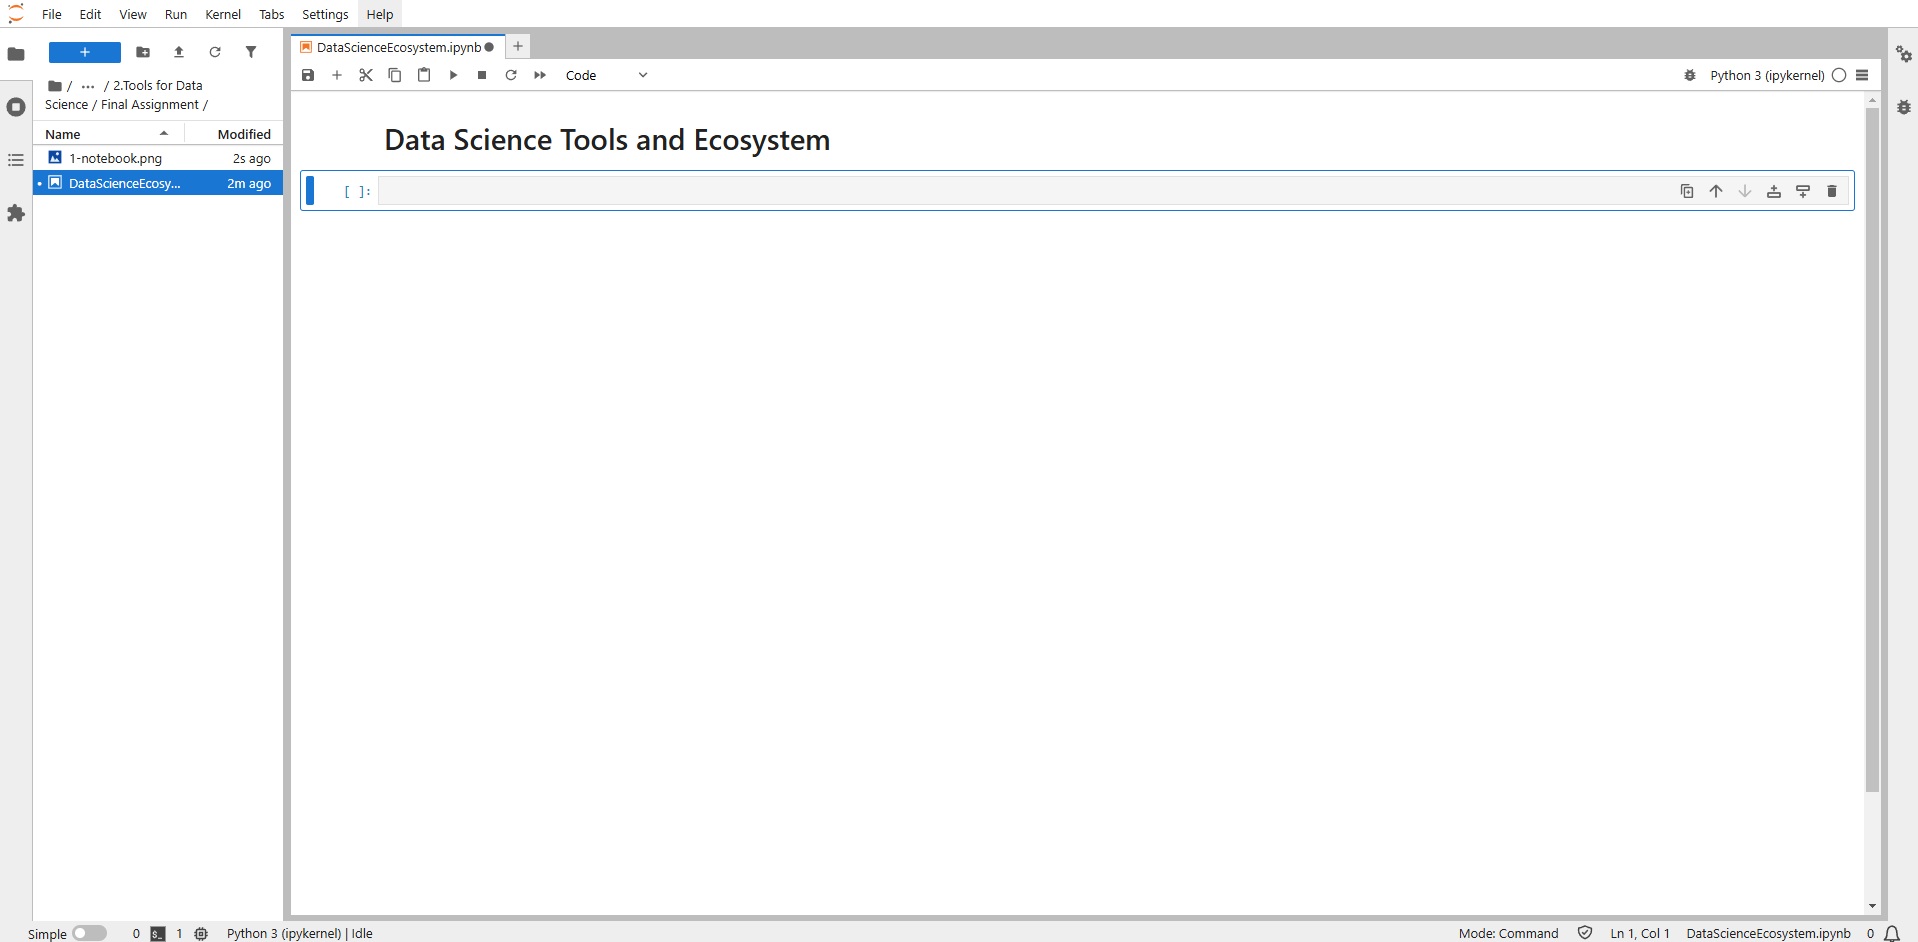 File Edit View Run Kernel Tabs Settings Help
/ ··· / 2.Tools for Data
Science / Final Assignment /
Name Modified
1-notebook.png 2s ago
DataScienceEcosy... 2m ago
DataScienceEcosystem.ipynb
Code
Python 3 (ipykernel)
Data Science Tools and Ecosystem
[ ]:
Simple 0 $_ 1 Python 3 (ipykernel) | Idle Mode: Command Ln 1, Col 1 DataScienceEcosystem.ipynb 0